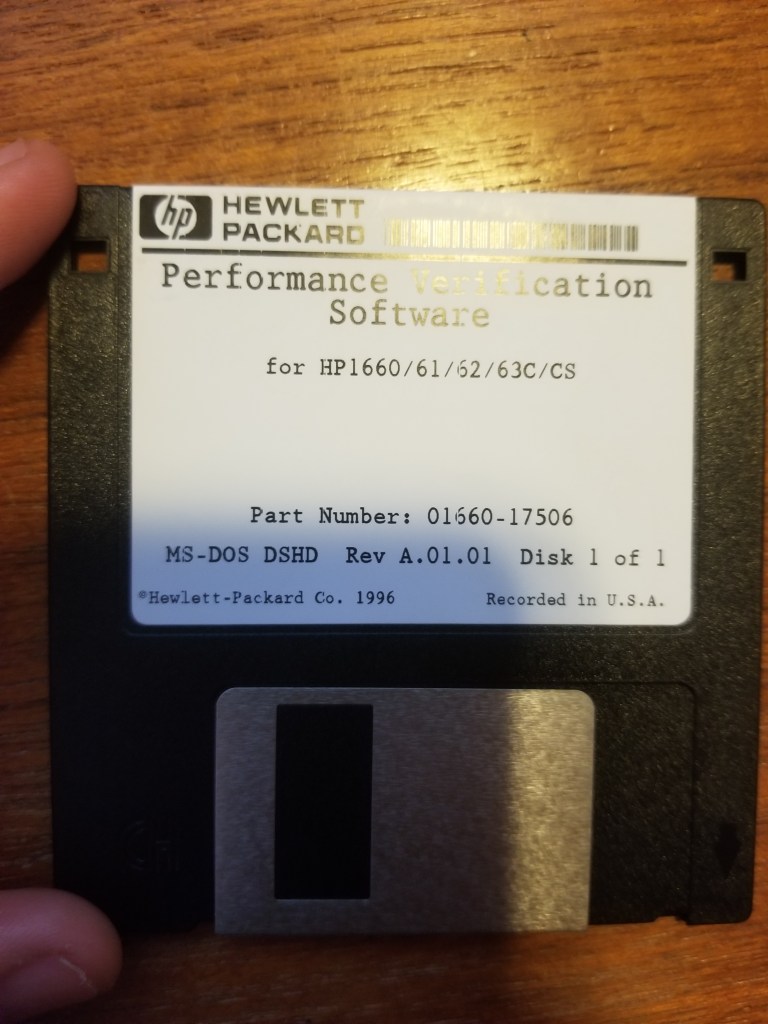 hp HEWLETT
PACKARD
Performance Verification
Software
for HP1660/61/62/63C/CS
Part Number: 01660-17506
MS-DOS DSHD Rev A.01.01 Disk 1 of 1
©Hewlett-Packard Co. 1996 Recorded in U.S.A.